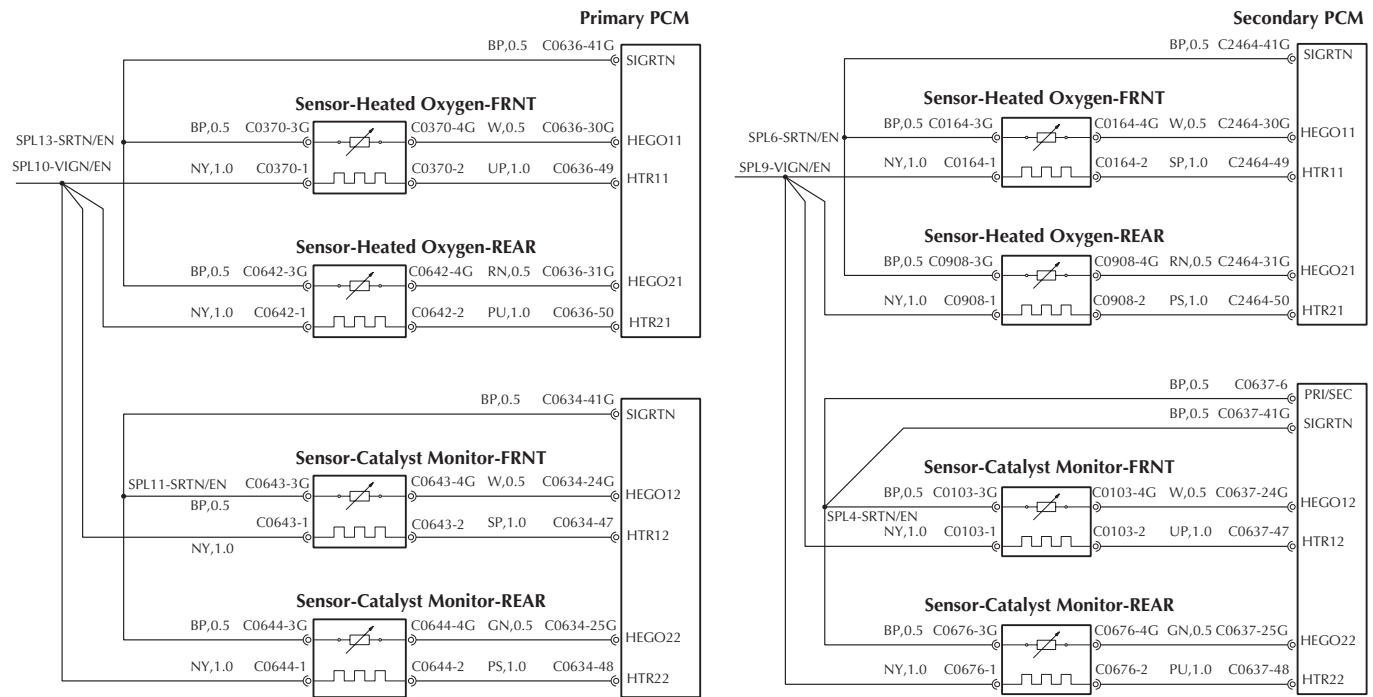 Primary PCM
BP,0.5 C0636-41G
SIGRTN
Sensor-Heated Oxygen-FRNT
SPL13-SRTN/EN
BP,0.5 C0370-3G C0370-4G W,0.5 C0636-30G
HEGO11
SPL10-VIGN/EN
NY,1.0 C0370-1 C0370-2 UP,1.0 C0636-49
HTR11
Sensor-Heated Oxygen-REAR
BP,0.5 C0642-3G C0642-4G RN,0.5 C0636-31G
HEGO21
NY,1.0 C0642-1 C0642-2 PU,1.0 C0636-50
HTR21
BP,0.5 C0634-41G
SIGRTN
Sensor-Catalyst Monitor-FRNT
SPL11-SRTN/EN C0643-3G C0643-4G W,0.5 C0634-24G
HEGO12
BP,0.5
C0643-1 C0643-2 SP,1.0 C0634-47
HTR12
NY,1.0
Sensor-Catalyst Monitor-REAR
BP,0.5 C0644-3G C0644-4G GN,0.5 C0634-25G
HEGO22
NY,1.0 C0644-1 C0644-2 PS,1.0 C0634-48
HTR22
Secondary PCM
BP,0.5 C2464-41G
SIGRTN
Sensor-Heated Oxygen-FRNT
SPL6-SRTN/EN
BP,0.5 C0164-3G C0164-4G W,0.5 C2464-30G
HEGO11
SPL9-VIGN/EN
NY,1.0 C0164-1 C0164-2 SP,1.0 C2464-49
HTR11
Sensor-Heated Oxygen-REAR
BP,0.5 C0908-3G C0908-4G RN,0.5 C2464-31G
HEGO21
NY,1.0 C0908-1 C0908-2 PS,1.0 C2464-50
HTR21
BP,0.5 C0637-6
PRI/SEC
BP,0.5 C0637-41G
SIGRTN
Sensor-Catalyst Monitor-FRNT
BP,0.5 C0103-3G C0103-4G W,0.5 C0637-24G
HEGO12
SPL4-SRTN/EN
NY,1.0 C0103-1 C0103-2 UP,1.0 C0637-47
HTR12
Sensor-Catalyst Monitor-REAR
BP,0.5 C0676-3G C0676-4G GN,0.5 C0637-25G
HEGO22
NY,1.0 C0676-1 C0676-2 PU,1.0 C0637-48
HTR22